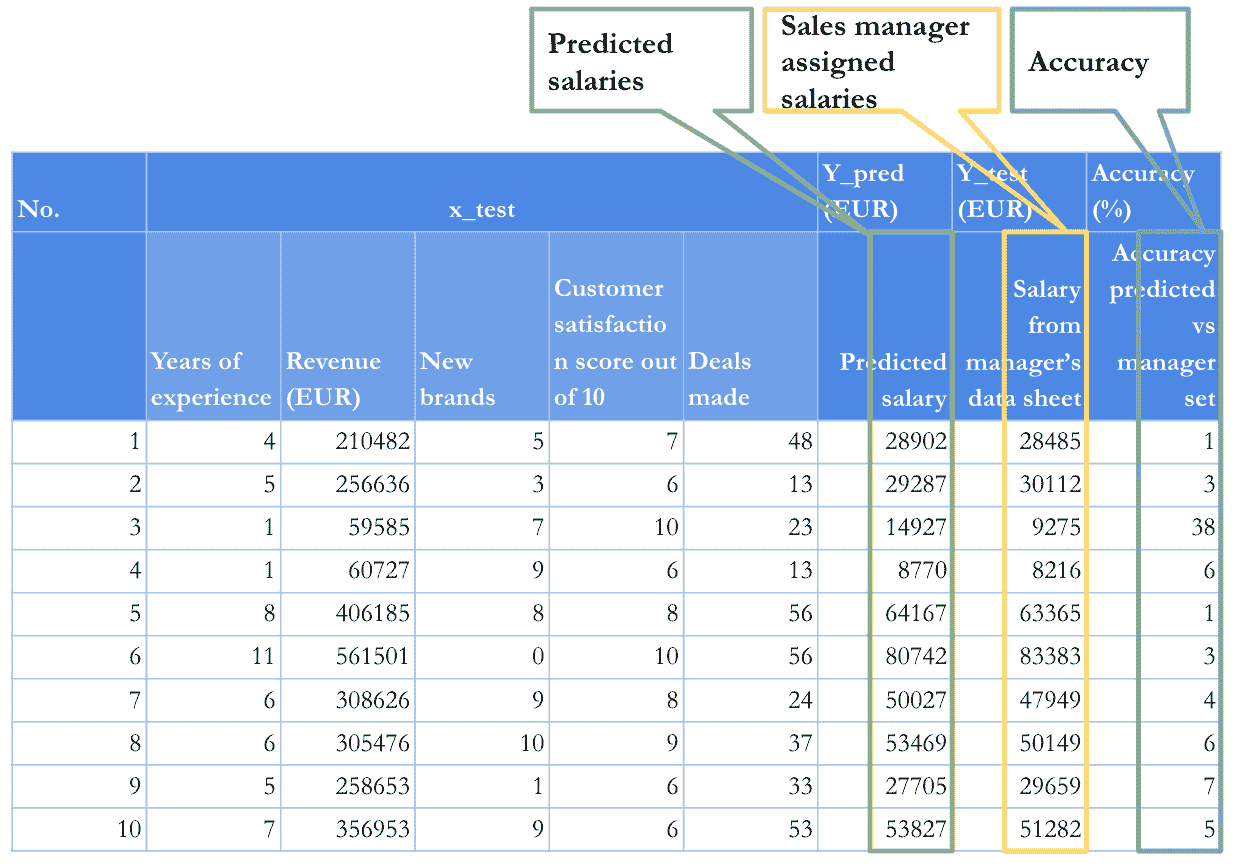 Predicted
salaries
Sales manager
assigned
salaries
Accuracy
No.
x_test
Y_pred
(EUR)
Y_test
(EUR)
Accuracy
(%)
Years of
experience
Revenue
(EUR)
New
brands
Customer
satisfactio
n score out
of 10
Deals
made
Predicted
salary
Salary
from
manager’s
data sheet
Accuracy
predicted
vs
manager
set
1 4 210482 5 7 48 28902 28485 1
2 5 256636 3 6 13 29287 30112 3
3 1 59585 7 10 23 14927 9275 38
4 1 60727 9 6 13 8770 8216 6
5 8 406185 8 8 56 64167 63365 1
6 11 561501 0 10 56 80742 83383 3
7 6 308626 9 8 24 50027 47949 4
8 6 305476 10 9 37 53469 50149 6
9 5 258653 1 6 33 27705 29659 7
10 7 356953 9 6 53 53827 51282 5